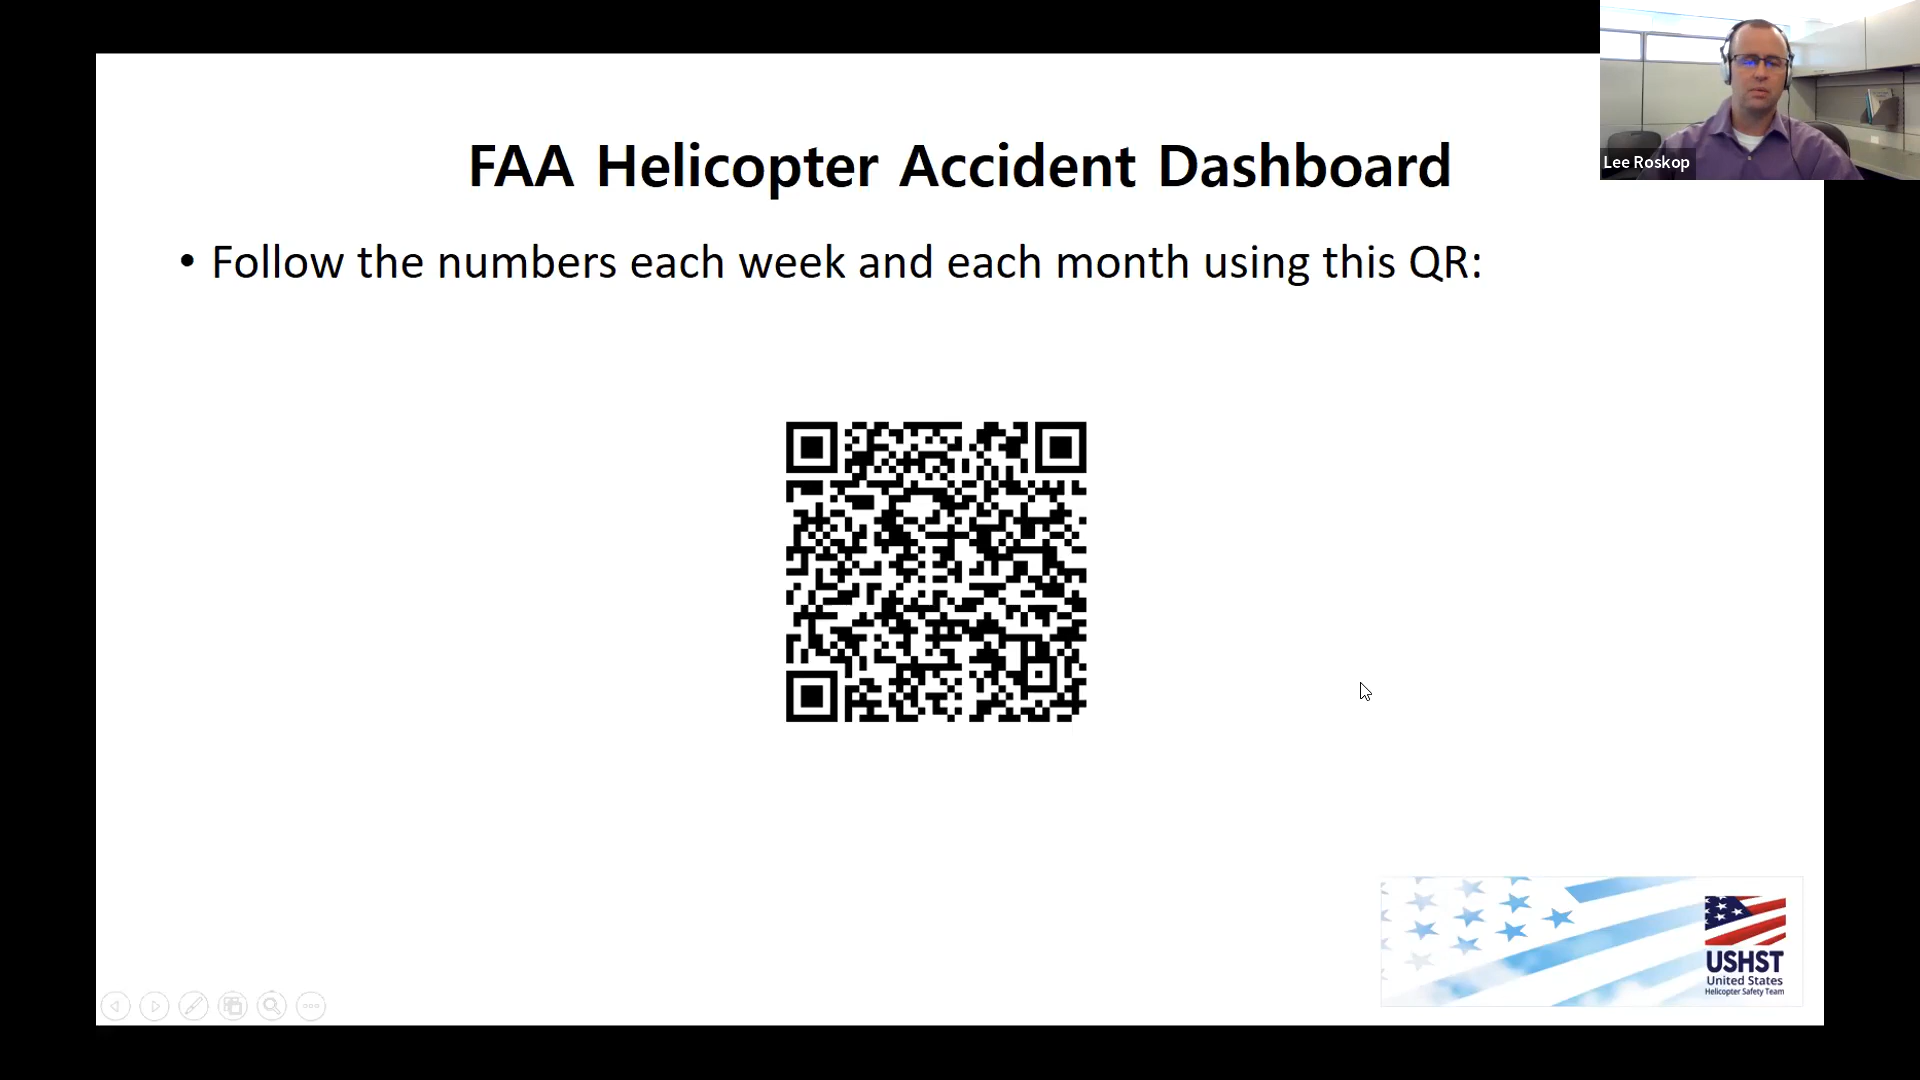 Lee Roskop
FAA Helicopter Accident Dashboard
• Follow the numbers each week and each month using this QR:
USHST
United States
Helicopter Safety Team